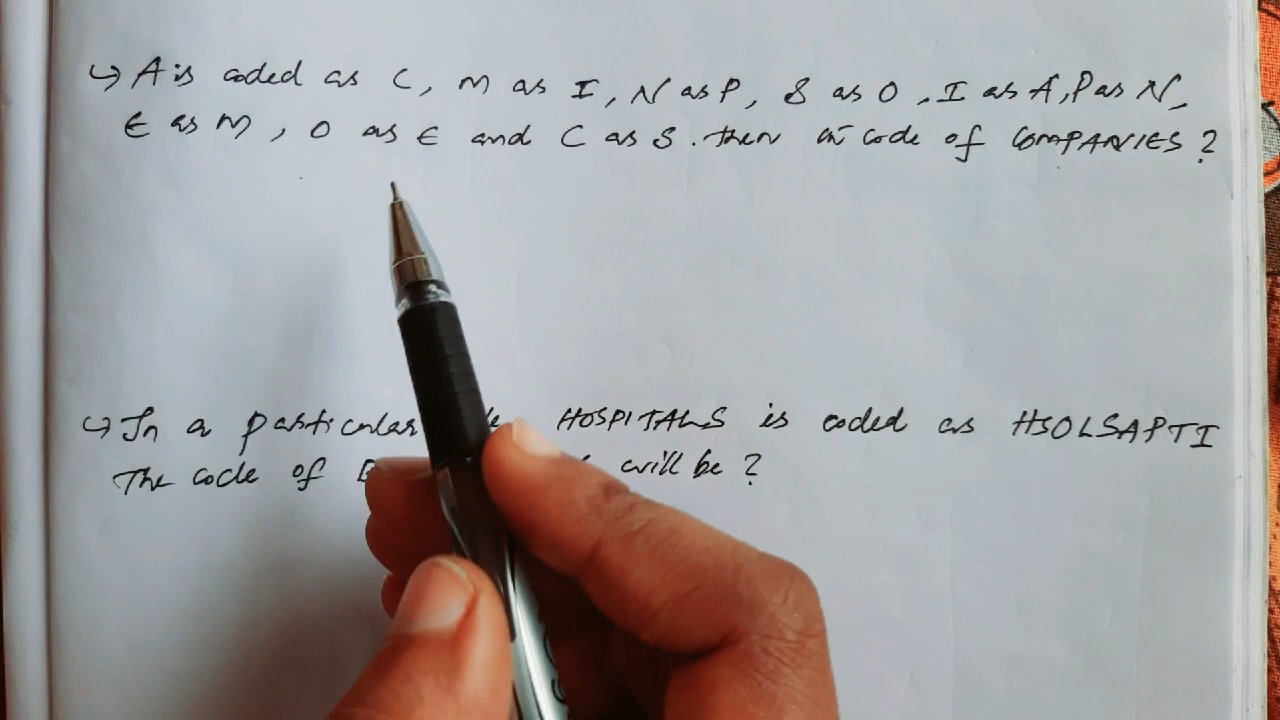 ↳ A is coded as C, M as I, N as P, S as O, I as A, P as N,
E as M, O as E and C as S. then code of COMPANIES?
↳ In a particular HOSPITALS is coded as HSOLSAPTI
The code of will be?